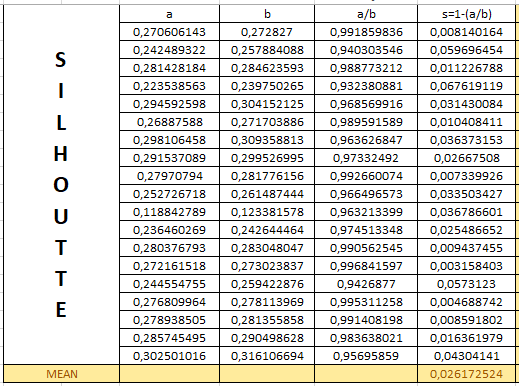 a b a/b s=1-(a/b)
0,270606143 0,272827 0,991859836 0,008140164
0,242489322 0,257884088 0,940303546 0,059696454
0,281428184 0,284623593 0,988773212 0,011226788
0,223538563 0,239750265 0,932380881 0,067619119
0,294592598 0,304152125 0,968569916 0,031430084
0,26887588 0,271703886 0,989591589 0,010408411
0,298106458 0,309358813 0,963626847 0,036373153
0,291537089 0,299526995 0,97332492 0,02667508
0,27970794 0,281776156 0,992660074 0,007339926
0,252726718 0,261487444 0,966496573 0,033503427
0,118842789 0,123381578 0,963213399 0,036786601
0,236460269 0,242644464 0,974513348 0,025486652
0,280376793 0,283048047 0,990562545 0,009437455
0,272161518 0,273023837 0,996841597 0,003158403
0,244554755 0,259422876 0,9426877 0,0573123
0,276809964 0,278113969 0,995311258 0,004688742
0,278938505 0,281355858 0,991408198 0,008591802
0,285745495 0,290498628 0,983638021 0,016361979
0,302501016 0,316106694 0,95695859 0,04304141
S
I
L
H
O
U
T
T
E
MEAN 0,026172524